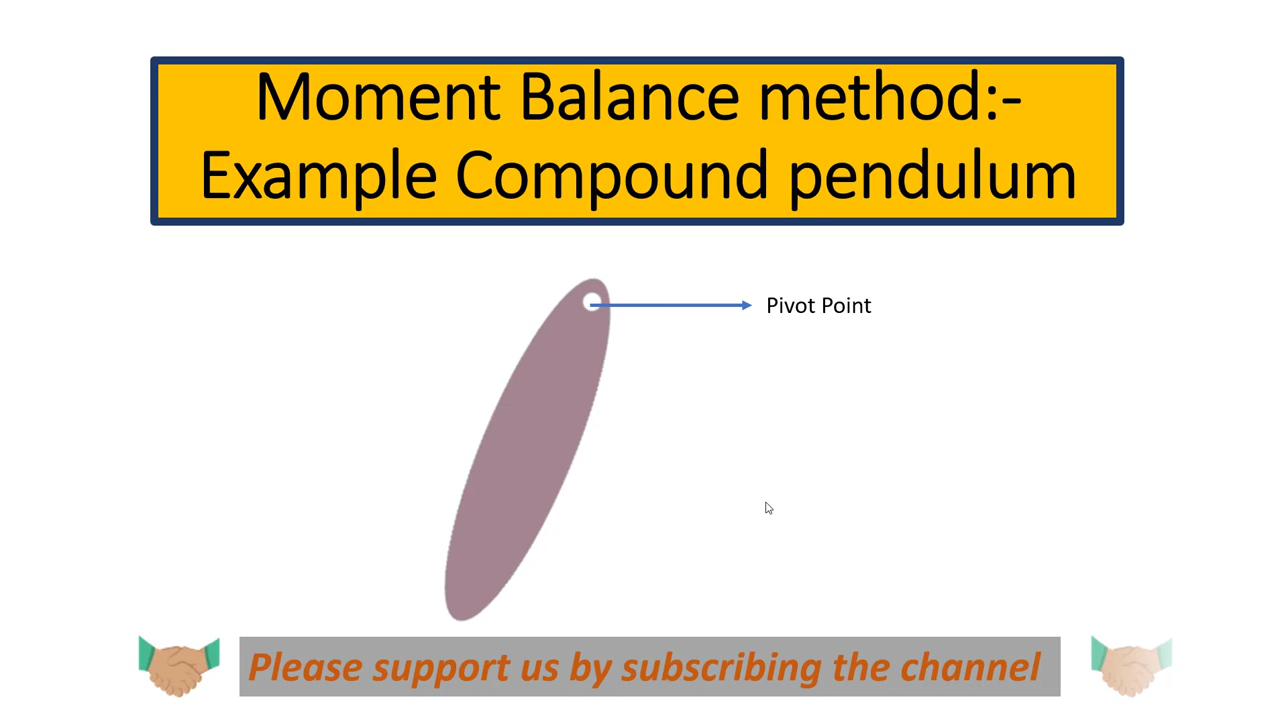 Moment Balance method:-
Example Compound pendulum
Pivot Point
Please support us by subscribing the channel